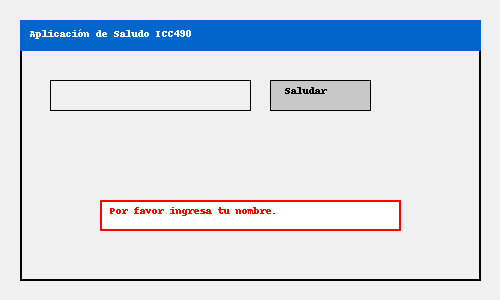 Aplicación de Saludo ICC490
Saludar
Por favor ingresa tu nombre.